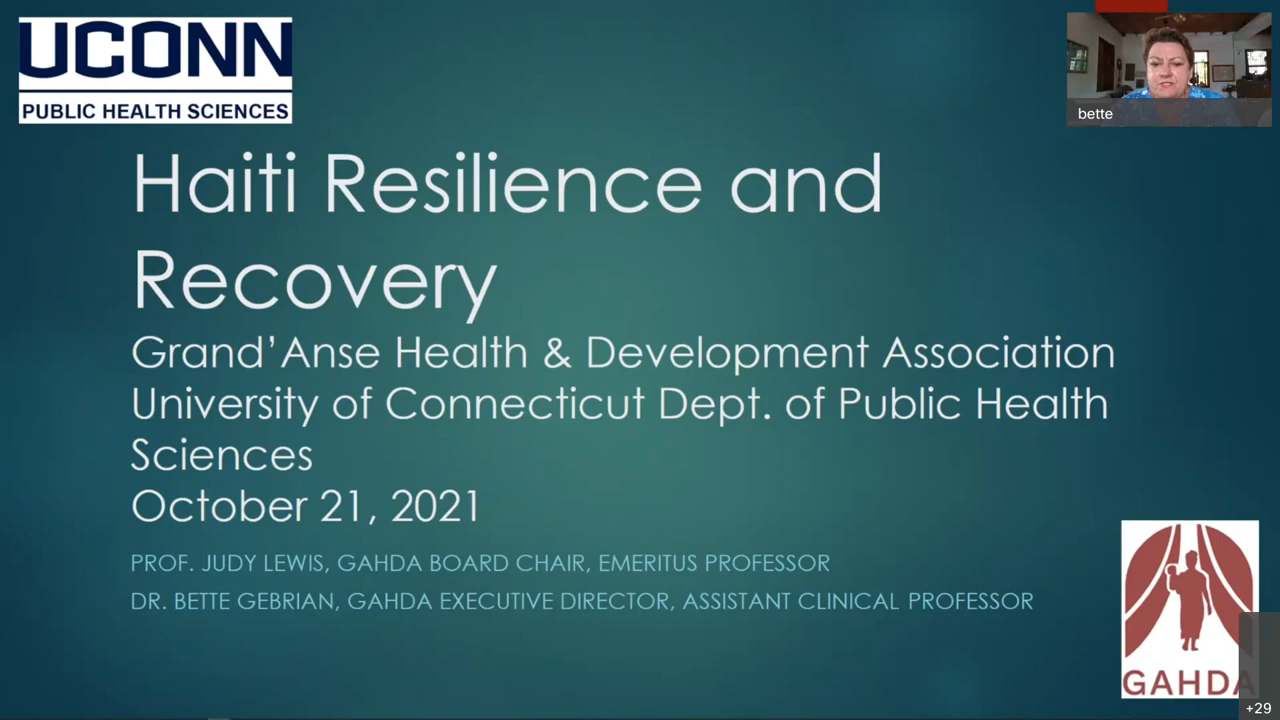 UCONN
PUBLIC HEALTH SCIENCES
bette
Haiti Resilience and
Recovery
Grand’Anse Health & Development Association
University of Connecticut Dept. of Public Health
Sciences
October 21, 2021
PROF. JUDY LEWIS, GAHDA BOARD CHAIR, EMERITUS PROFESSOR
DR. BETTE GEBRIAN, GAHDA EXECUTIVE DIRECTOR, ASSISTANT CLINICAL PROFESSOR
GAHDA
+29